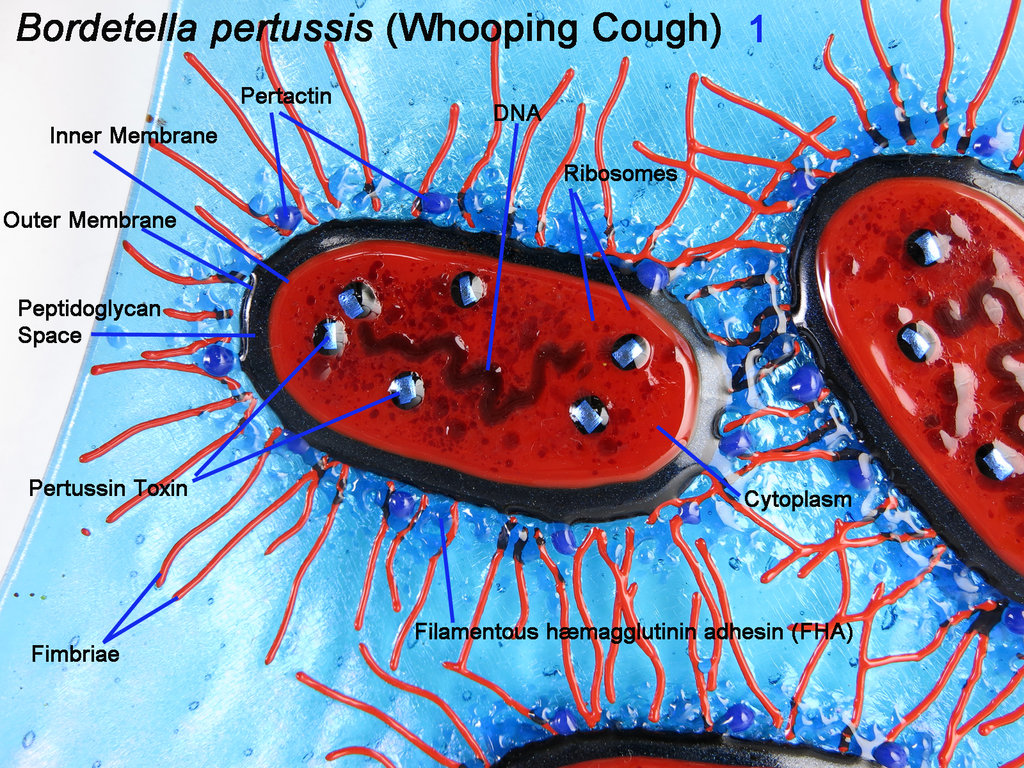 Bordetella pertussis (Whooping Cough) 1
Pertactin
DNA
Inner Membrane
Ribosomes
Outer Membrane
Peptidoglycan
Space
Pertussin Toxin
Cytoplasm
Filamentous hæmagglutinin adhesin (FHA)
Fimbriae